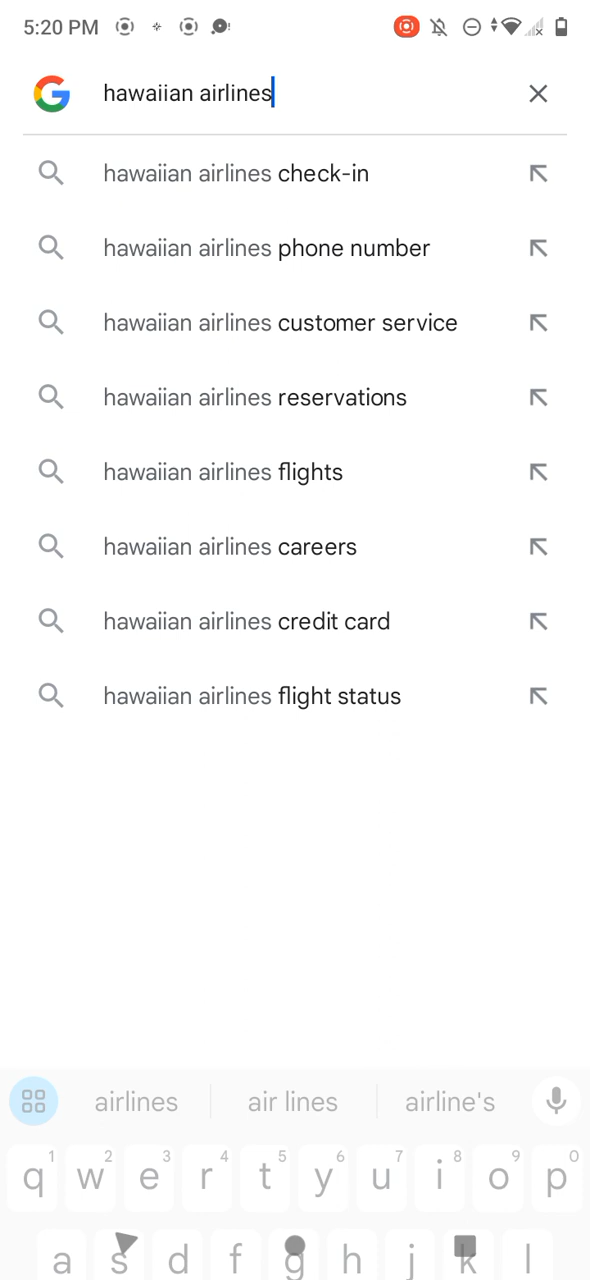 5:20 PM
hawaiian airlines
hawaiian airlines check-in
hawaiian airlines phone number
hawaiian airlines customer service
hawaiian airlines reservations
hawaiian airlines flights
hawaiian airlines careers
hawaiian airlines credit card
hawaiian airlines flight status
airlines air lines airline's
1 2 3 4 5 6 7 8 9 0
q w e r t y u i o p
a s d f g h j k l